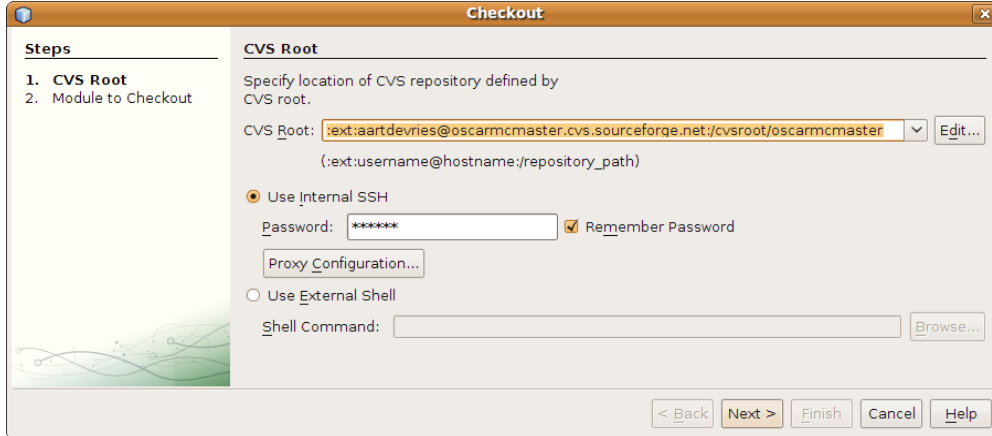 Checkout
Steps
1. CVS Root
2. Module to Checkout
CVS Root
Specify location of CVS repository defined by
CVS root.
CVS Root: :ext:aartdevries@oscarmcmaster.cvs.sourceforge.net:/cvsroot/oscarmcmaster Edit...
(:ext:username@hostname:/repository_path)
Use Internal SSH
Password: ****** Remember Password
Proxy Configuration...
Use External Shell
Shell Command: Browse...
< Back Next > Finish Cancel Help